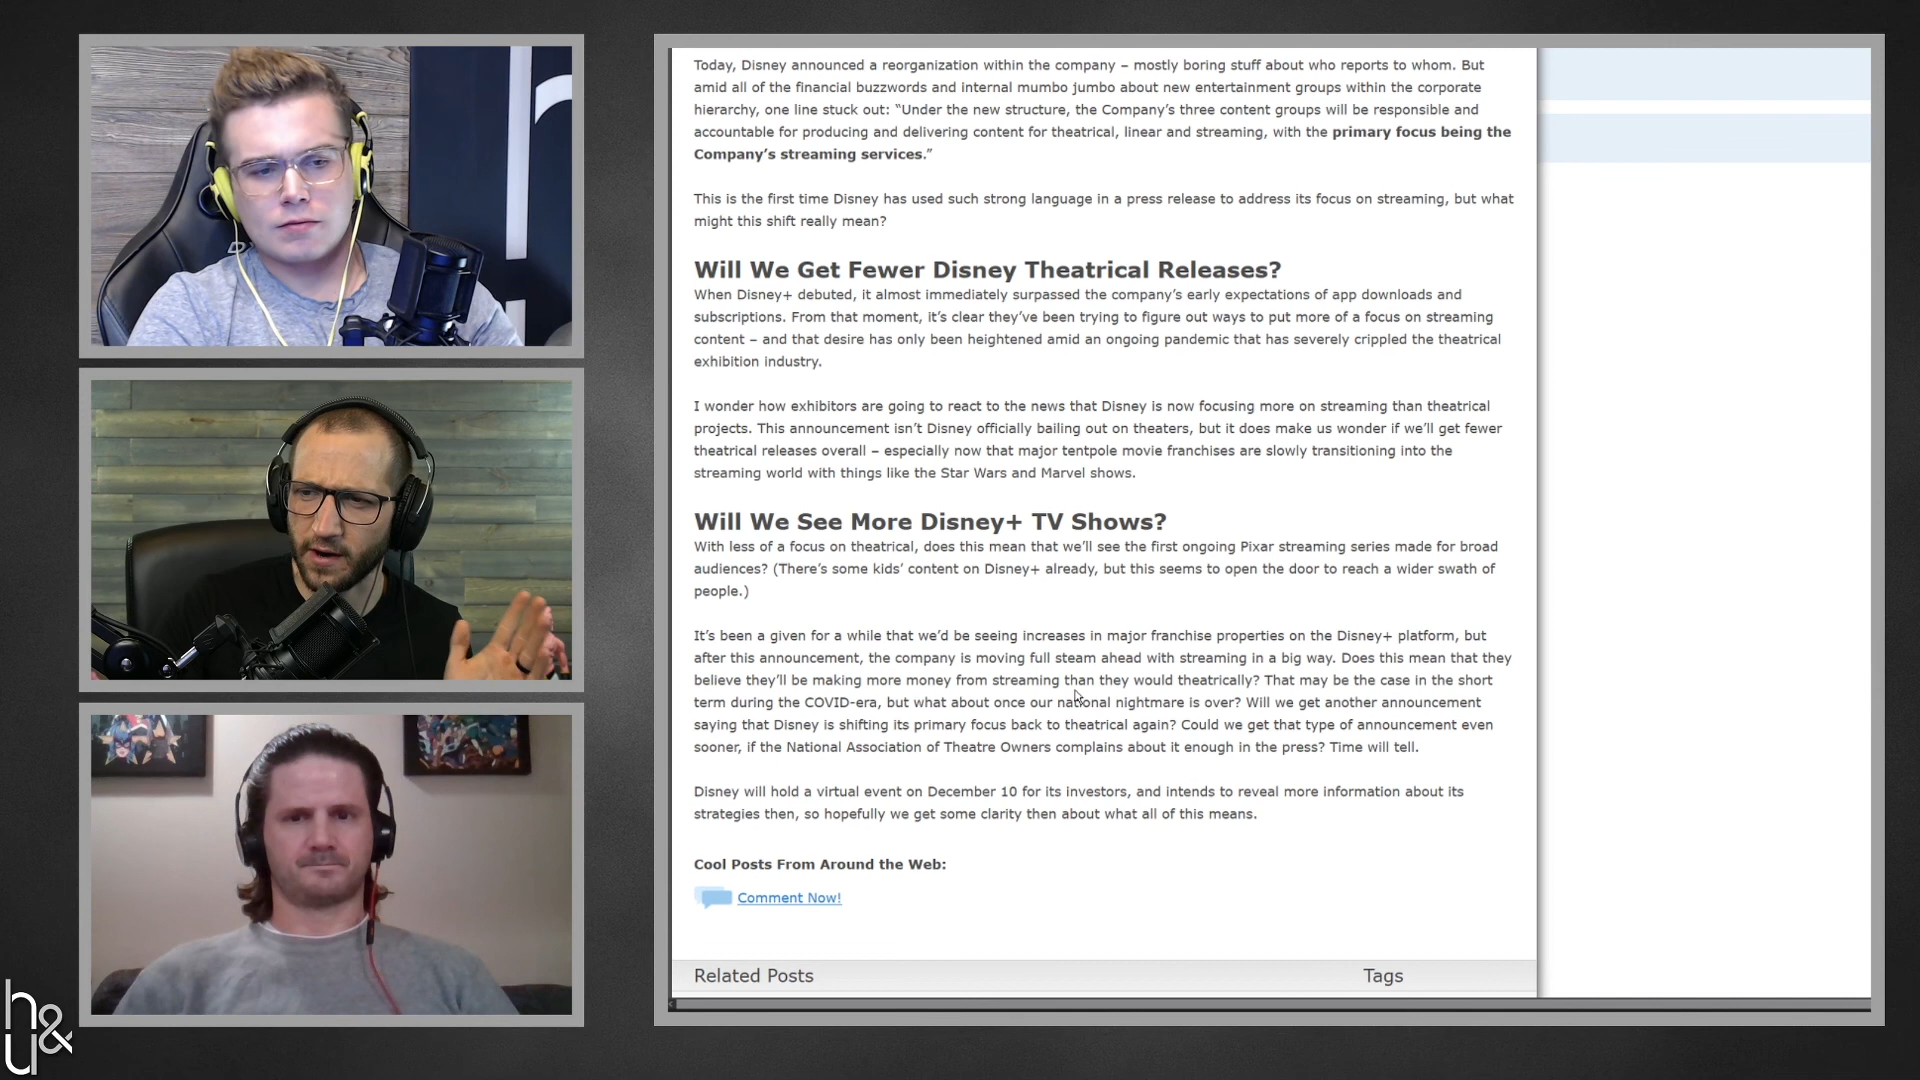 Today, Disney announced a reorganization within the company – mostly boring stuff about who reports to whom. But
amid all of the financial buzzwords and internal mumbo jumbo about new entertainment groups within the corporate
hierarchy, one line stuck out: “Under the new structure, the Company’s three content groups will be responsible and
accountable for producing and delivering content for theatrical, linear and streaming, with the primary focus being the
Company’s streaming services.”
This is the first time Disney has used such strong language in a press release to address its focus on streaming, but what
might this shift really mean?
Will We Get Fewer Disney Theatrical Releases?
When Disney+ debuted, it almost immediately surpassed the company’s early expectations of app downloads and
subscriptions. From that moment, it’s clear they’ve been trying to figure out ways to put more of a focus on streaming
content – and that desire has only been heightened amid an ongoing pandemic that has severely crippled the theatrical
exhibition industry.
I wonder how exhibitors are going to react to the news that Disney is now focusing more on streaming than theatrical
projects. This announcement isn’t Disney officially bailing out on theaters, but it does make us wonder if we’ll get fewer
theatrical releases overall – especially now that major tentpole movie franchises are slowly transitioning into the
streaming world with things like the Star Wars and Marvel shows.
Will We See More Disney+ TV Shows?
With less of a focus on theatrical, does this mean that we’ll see the first ongoing Pixar streaming series made for broad
audiences? (There’s some kids’ content on Disney+ already, but this seems to open the door to reach a wider swath of
people.)
It’s been a given for a while that we’d be seeing increases in major franchise properties on the Disney+ platform, but
after this announcement, the company is moving full steam ahead with streaming in a big way. Does this mean that they
believe they’ll be making more money from streaming than they would theatrically? That may be the case in the short
term during the COVID-era, but what about once our national nightmare is over? Will we get another announcement
saying that Disney is shifting its primary focus back to theatrical again? Could we get that type of announcement even
sooner, if the National Association of Theatre Owners complains about it enough in the press? Time will tell.
Disney will hold a virtual event on December 10 for its investors, and intends to reveal more information about its
strategies then, so hopefully we get some clarity then about what all of this means.
Cool Posts From Around the Web:
Comment Now!
Related Posts
Tags
h&u